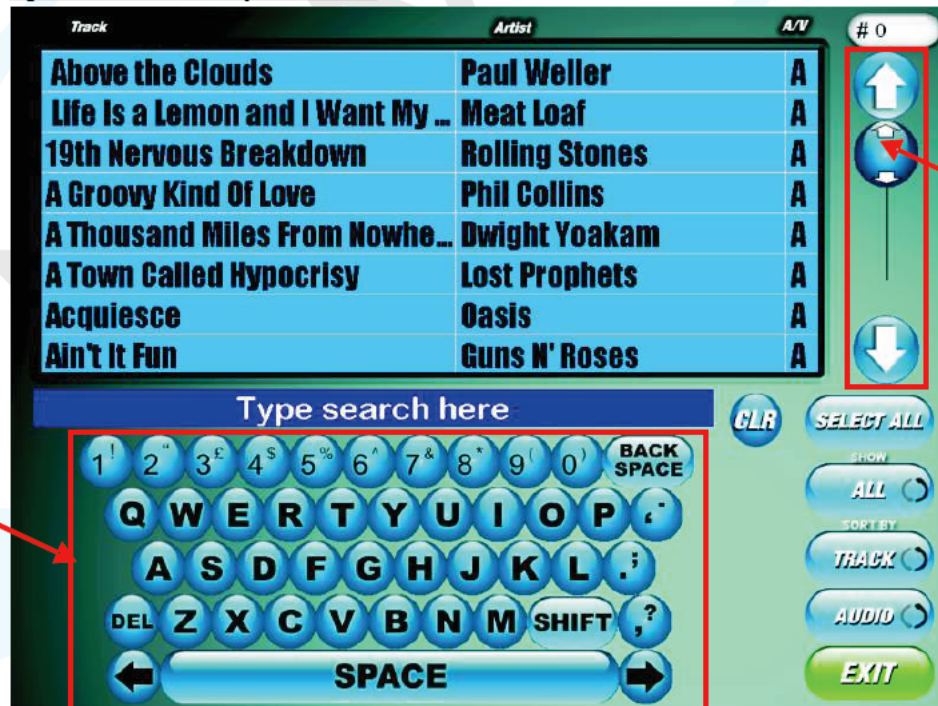 Track Artist A/V # 0
Above the Clouds Paul Weller A
Life Is a Lemon and I Want My ... Meat Loaf A
19th Nervous Breakdown Rolling Stones A
A Groovy Kind Of Love Phil Collins A
A Thousand Miles From Nowhe... Dwight Yoakam A
A Town Called Hypocrisy Lost Prophets A
Acquiesce Oasis A
Ain't It Fun Guns N' Roses A
Type search here CLR SELECT ALL
1 ! 2 " 3 £ 4 $ 5 % 6 ^ 7 & 8 * 9 ( 0 ) BACK SPACE
SHOW
ALL
Q W E R T Y U I O P
SORT BY
TRACK
A S D F G H J K L . ;
DEL Z X C V B N M SHIFT , ?
AUDIO
SPACE
EXIT